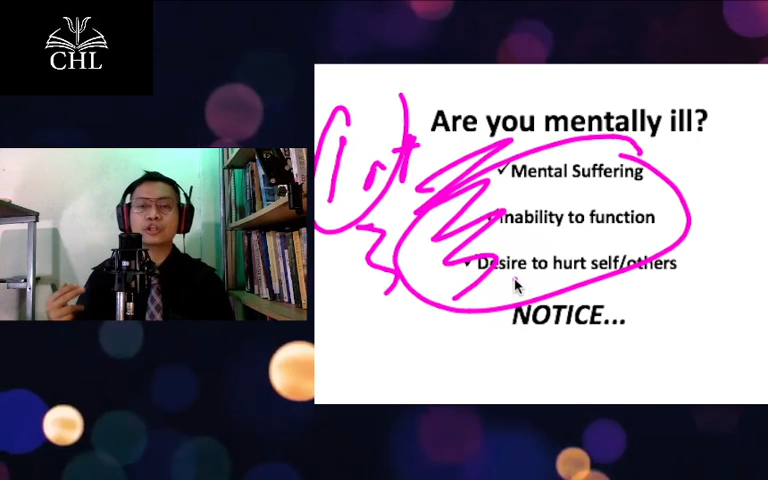 CHL
Are you mentally ill?
✓Mental Suffering
Inability to function
Desire to hurt self/others
NOTICE...